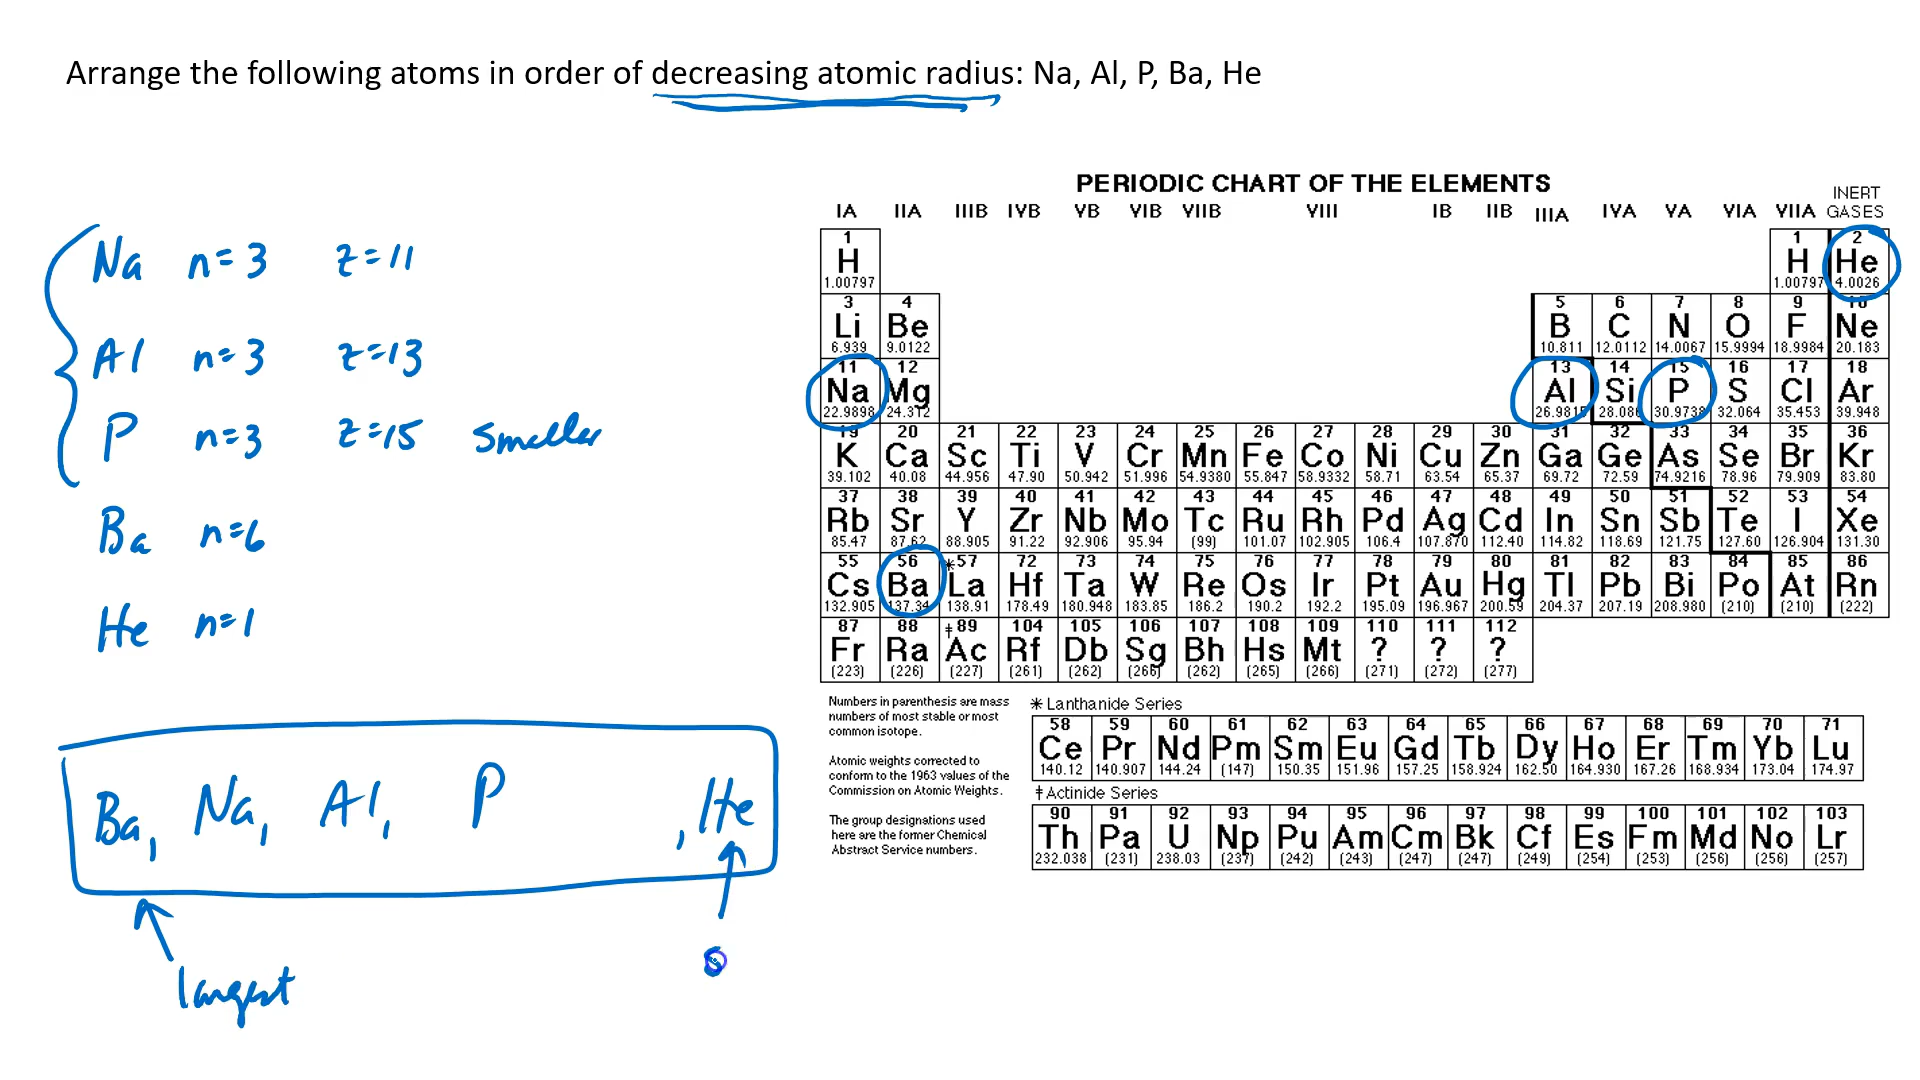 Arrange the following atoms in order of decreasing atomic radius: Na, Al, P, Ba, He
Na n=3 z=11
Al n=3 z=13
P n=3 z=15 smaller
Ba n=6
He n=1
Ba, Na, Al, P , He
largest
s
PERIODIC CHART OF THE ELEMENTS
IA IIA IIIB IVB VB VIB VIIB VIII IB IIB IIIA IVA VA VIA VIIA INERT GASES
1 1 2
H H He
1.00797 1.00797 4.0026
3 4 5 6 7 8 9 10
Li Be B C N O F Ne
6.939 9.0122 10.811 12.0112 14.0067 15.9994 18.9984 20.183
11 12 13 14 15 16 17 18
Na Mg Al Si P S Cl Ar
22.9898 24.312 26.9815 28.086 30.9738 32.064 35.453 39.948
19 20 21 22 23 24 25 26 27 28 29 30 31 32 33 34 35 36
K Ca Sc Ti V Cr Mn Fe Co Ni Cu Zn Ga Ge As Se Br Kr
39.102 40.08 44.956 47.90 50.942 51.996 54.9380 55.847 58.9332 58.71 63.54 65.37 69.72 72.59 74.9216 78.96 79.909 83.80
37 38 39 40 41 42 43 44 45 46 47 48 49 50 51 52 53 54
Rb Sr Y Zr Nb Mo Tc Ru Rh Pd Ag Cd In Sn Sb Te I Xe
85.47 87.62 88.905 91.22 92.906 95.94 (99) 101.07 102.905 106.4 107.870 112.40 114.82 118.69 121.75 127.60 126.904 131.30
55 56 *57 72 73 74 75 76 77 78 79 80 81 82 83 84 85 86
Cs Ba La Hf Ta W Re Os Ir Pt Au Hg Tl Pb Bi Po At Rn
132.905 137.34 138.91 178.49 180.948 183.85 186.2 190.2 192.2 195.09 196.967 200.59 204.37 207.19 208.980 (210) (210) (222)
87 88 ‡89 104 105 106 107 108 109 110 111 112
Fr Ra Ac Rf Db Sg Bh Hs Mt ? ? ?
(223) (226) (227) (261) (262) (266) (262) (265) (266) (271) (272) (277)
Numbers in parenthesis are mass
numbers of most stable or most
common isotope.
Atomic weights corrected to
conform to the 1963 values of the
Commission on Atomic Weights.
The group designations used
here are the former Chemical
Abstract Service numbers.
* Lanthanide Series
58 59 60 61 62 63 64 65 66 67 68 69 70 71
Ce Pr Nd Pm Sm Eu Gd Tb Dy Ho Er Tm Yb Lu
140.12 140.907 144.24 (147) 150.35 151.96 157.25 158.924 162.50 164.930 167.26 168.934 173.04 174.97
‡ Actinide Series
90 91 92 93 94 95 96 97 98 99 100 101 102 103
Th Pa U Np Pu Am Cm Bk Cf Es Fm Md No Lr
232.038 (231) 238.03 (237) (242) (243) (247) (247) (249) (254) (253) (256) (256) (257)